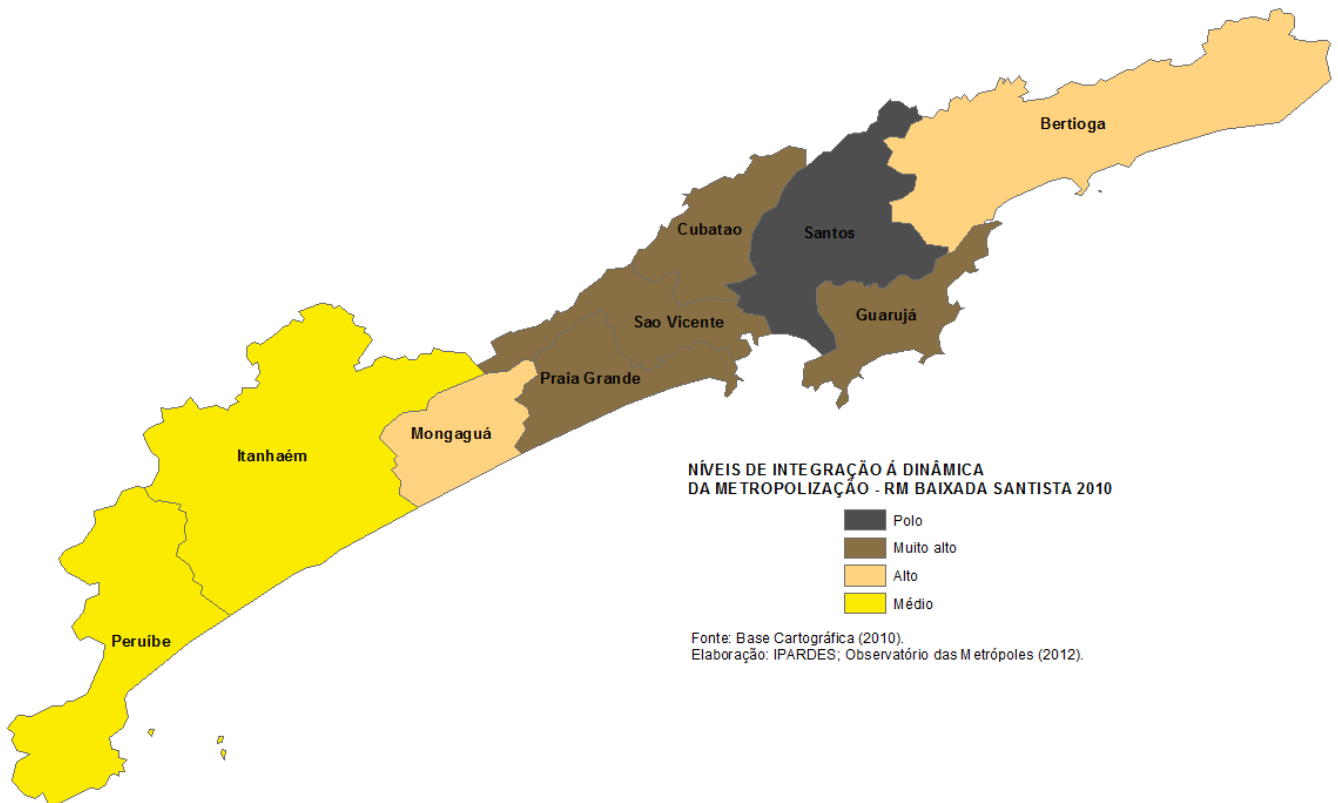 Bertioga
Cubatao
Santos
Guarujá
Sao Vicente
Praia Grande
Mongaguá
Itanhaém
Peruíbe
NÍVEIS DE INTEGRAÇÃO Á DINÂMICA
DA METROPOLIZAÇÃO - RM BAIXADA SANTISTA 2010
Polo
Muito alto
Alto
Médio
Fonte: Base Cartográfica (2010).
Elaboração: IPARDES; Observatório das Metrópoles (2012).